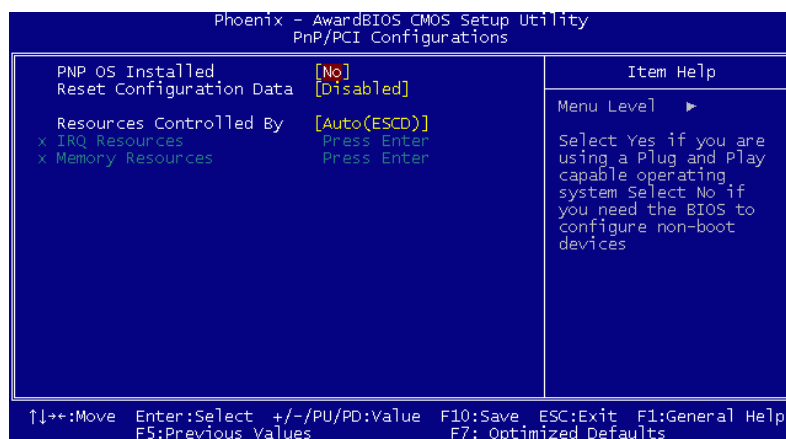 Phoenix - AwardBIOS CMOS Setup Utility
PnP/PCI Configurations
PNP OS Installed [No]
Reset Configuration Data [Disabled]
Resources Controlled By [Auto(ESCD)]
x IRQ Resources Press Enter
x Memory Resources Press Enter
Item Help
Menu Level ►
Select Yes if you are
using a Plug and Play
capable operating
system Select No if
you need the BIOS to
configure non-boot
devices
↑↓→←:Move Enter:Select +/-/PU/PD:Value F10:Save ESC:Exit F1:General Help
F5:Previous Values F7: Optimized Defaults